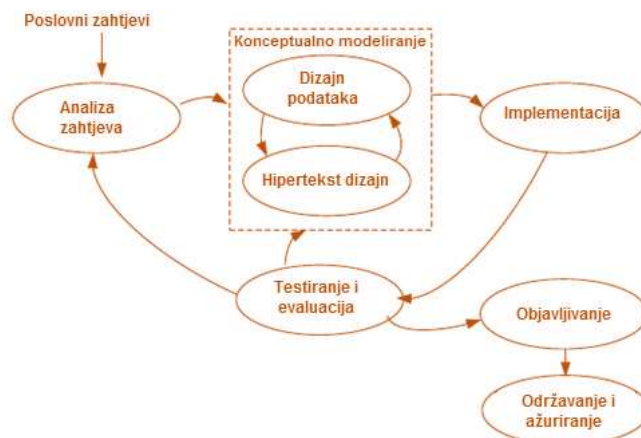 Poslovni zahtjevi
Konceptualno modeliranje
Dizajn
podataka
Analiza
zahtjeva
Implementacija
Hipertekst dizajn
Testiranje i
evaluacija
Objavljivanje
Održavanje i
ažuriranje